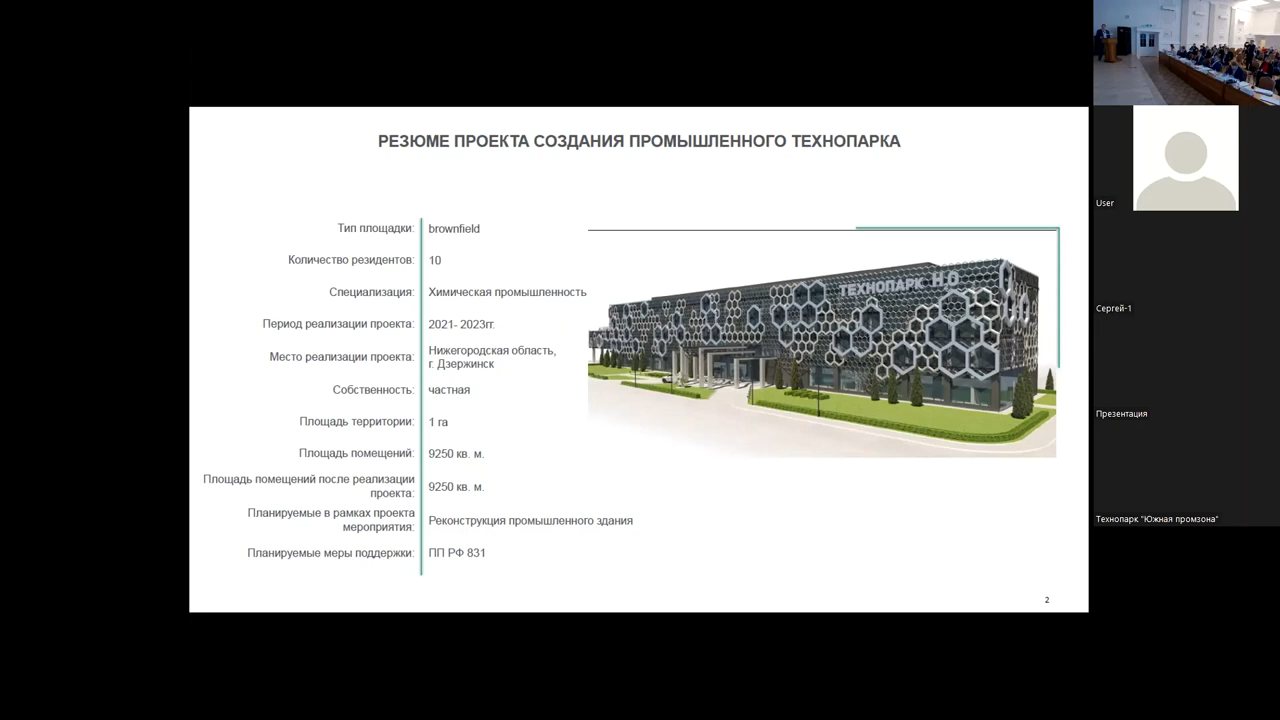 РЕЗЮМЕ ПРОЕКТА СОЗДАНИЯ ПРОМЫШЛЕННОГО ТЕХНОПАРКА
Тип площадки: brownfield
Количество резидентов: 10
Специализация: Химическая промышленность
Период реализации проекта: 2021- 2023гг.
Место реализации проекта: Нижегородская область,
г. Дзержинск
Собственность: частная
Площадь территории: 1 га
Площадь помещений: 9250 кв. м.
Площадь помещений после реализации
проекта: 9250 кв. м.
Планируемые в рамках проекта
мероприятия: Реконструкция промышленного здания
Планируемые меры поддержки: ПП РФ 831
ТЕХНОПАРК Н2О
2
User
Сергей-1
Презентация
Технопарк "Южная промзона"